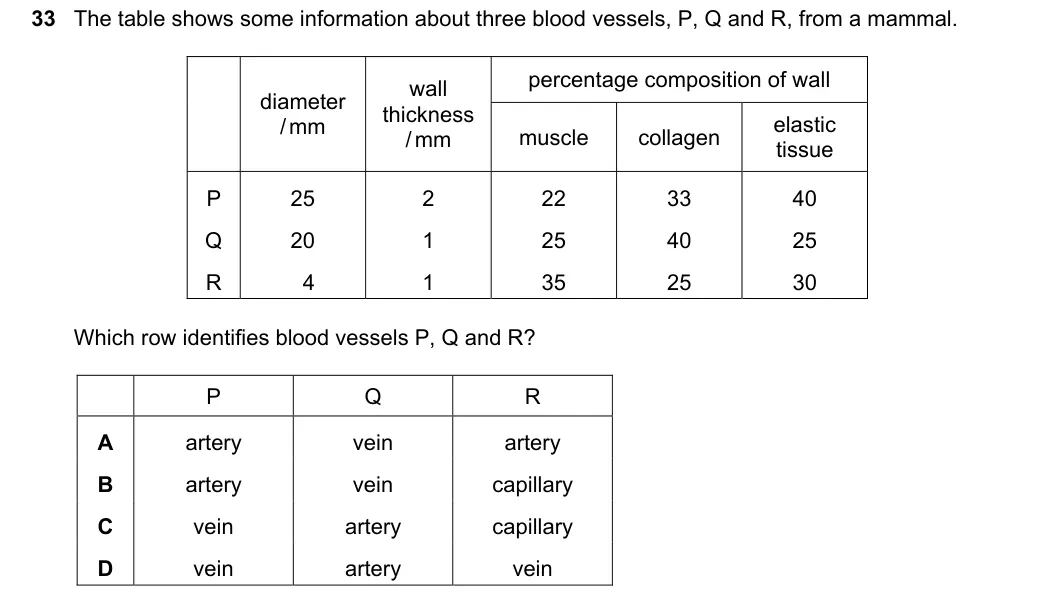 33 The table shows some information about three blood vessels, P, Q and R, from a mammal.
diameter /mm wall thickness /mm percentage composition of wall
muscle collagen elastic tissue
P 25 2 22 33 40
Q 20 1 25 40 25
R 4 1 35 25 30
Which row identifies blood vessels P, Q and R?
P Q R
A artery vein artery
B artery vein capillary
C vein artery capillary
D vein artery vein